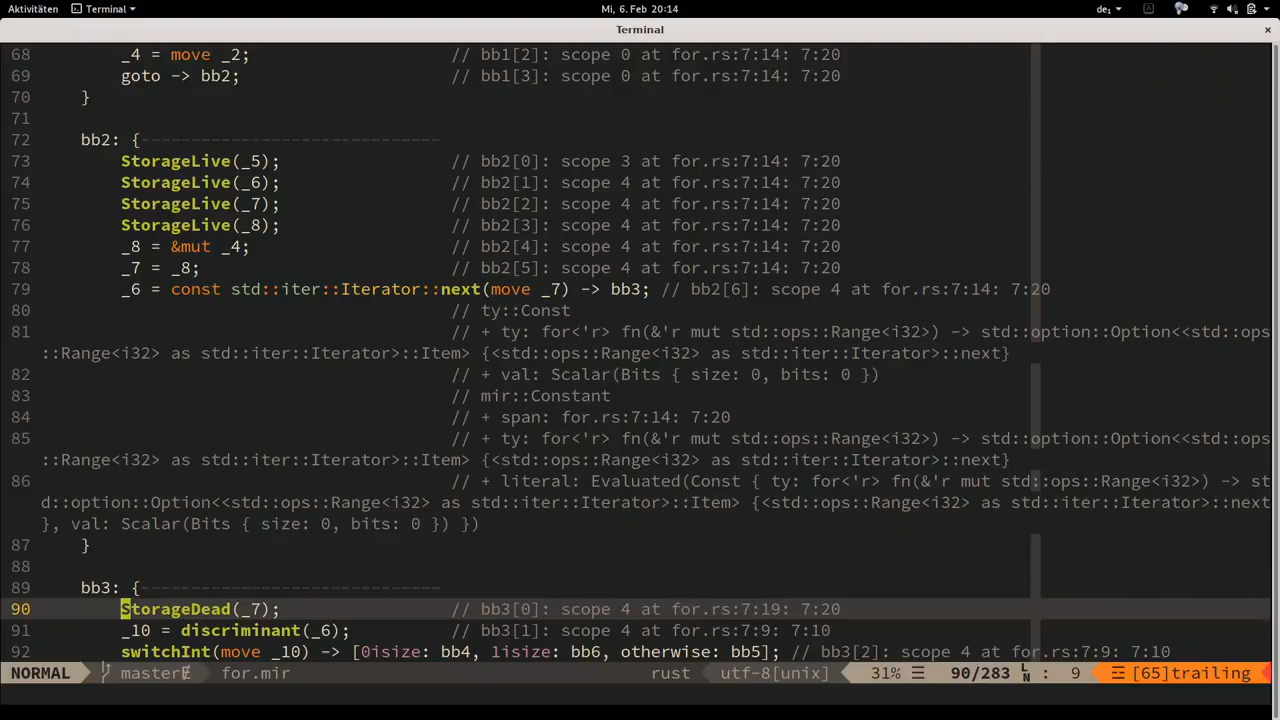 Aktivitäten Terminal Mi, 6. Feb 20:14 de₁
Terminal ×
68 _4 = move _2; // bb1[2]: scope 0 at for.rs:7:14: 7:20
69 goto -> bb2; // bb1[3]: scope 0 at for.rs:7:14: 7:20
70 }
71
72 bb2: {------------------------------
73 StorageLive(_5); // bb2[0]: scope 3 at for.rs:7:14: 7:20
74 StorageLive(_6); // bb2[1]: scope 4 at for.rs:7:14: 7:20
75 StorageLive(_7); // bb2[2]: scope 4 at for.rs:7:14: 7:20
76 StorageLive(_8); // bb2[3]: scope 4 at for.rs:7:14: 7:20
77 _8 = &mut _4; // bb2[4]: scope 4 at for.rs:7:14: 7:20
78 _7 = _8; // bb2[5]: scope 4 at for.rs:7:14: 7:20
79 _6 = const std::iter::Iterator::next(move _7) -> bb3; // bb2[6]: scope 4 at for.rs:7:14: 7:20
80 // ty::Const
81 // + ty: for<'r> fn(&'r mut std::ops::Range<i32>) -> std::option::Option<<std::ops
::Range<i32> as std::iter::Iterator>::Item> {<std::ops::Range<i32> as std::iter::Iterator>::next}
82 // + val: Scalar(Bits { size: 0, bits: 0 })
83 // mir::Constant
84 // + span: for.rs:7:14: 7:20
85 // + ty: for<'r> fn(&'r mut std::ops::Range<i32>) -> std::option::Option<<std::ops
::Range<i32> as std::iter::Iterator>::Item> {<std::ops::Range<i32> as std::iter::Iterator>::next}
86 // + literal: Evaluated(Const { ty: for<'r> fn(&'r mut std::ops::Range<i32>) -> st
d::option::Option<<std::ops::Range<i32> as std::iter::Iterator>::Item> {<std::ops::Range<i32> as std::iter::Iterator>::next
}, val: Scalar(Bits { size: 0, bits: 0 }) })
87 }
88
89 bb3: {------------------------------
90 StorageDead(_7); // bb3[0]: scope 4 at for.rs:7:19: 7:20
91 _10 = discriminant(_6); // bb3[1]: scope 4 at for.rs:7:9: 7:10
92 switchInt(move _10) -> [0isize: bb4, 1isize: bb6, otherwise: bb5]; // bb3[2]: scope 4 at for.rs:7:9: 7:10
NORMAL master for.mir rust utf-8[unix] 31% ☰ 90/283 LN : 9 ☲ [65]trailing